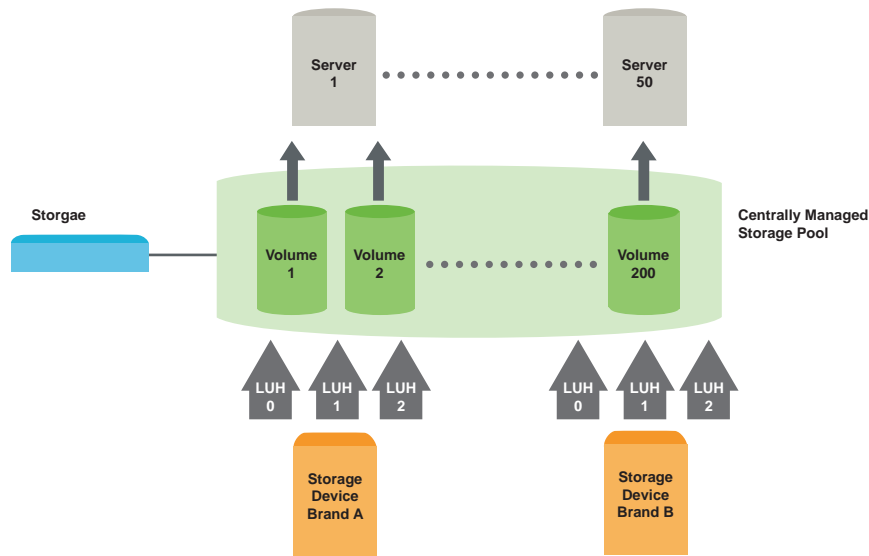 Server
1
Server
50
Storgae
Centrally Managed
Storage Pool
Volume
1
Volume
2
Volume
200
LUH
0
LUH
1
LUH
2
LUH
0
LUH
1
LUH
2
Storage
Device
Brand A
Storage
Device
Brand B